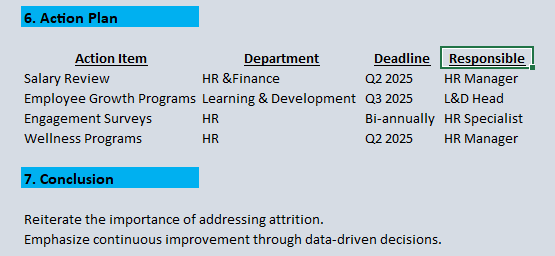 6. Action Plan
Action Item Department Deadline Responsible
Salary Review HR &Finance Q2 2025 HR Manager
Employee Growth Programs Learning & Development Q3 2025 L&D Head
Engagement Surveys HR Bi-annually HR Specialist
Wellness Programs HR Q2 2025 HR Manager
7. Conclusion
Reiterate the importance of addressing attrition.
Emphasize continuous improvement through data-driven decisions.